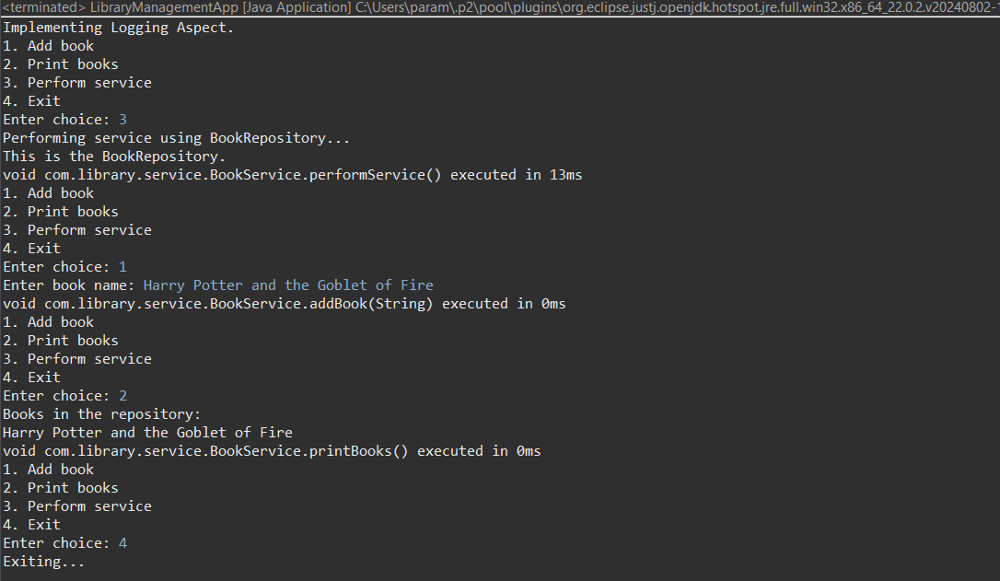 <terminated> LibraryManagementApp [Java Application] C:\Users\param\.p2\pool\plugins\org.eclipse.justj.openjdk.hotspot.jre.full.win32.x86_64_22.0.2.v20240802-
Implementing Logging Aspect.
1. Add book
2. Print books
3. Perform service
4. Exit
Enter choice: 3
Performing service using BookRepository...
This is the BookRepository.
void com.library.service.BookService.performService() executed in 13ms
1. Add book
2. Print books
3. Perform service
4. Exit
Enter choice: 1
Enter book name: Harry Potter and the Goblet of Fire
void com.library.service.BookService.addBook(String) executed in 0ms
1. Add book
2. Print books
3. Perform service
4. Exit
Enter choice: 2
Books in the repository:
Harry Potter and the Goblet of Fire
void com.library.service.BookService.printBooks() executed in 0ms
1. Add book
2. Print books
3. Perform service
4. Exit
Enter choice: 4
Exiting...